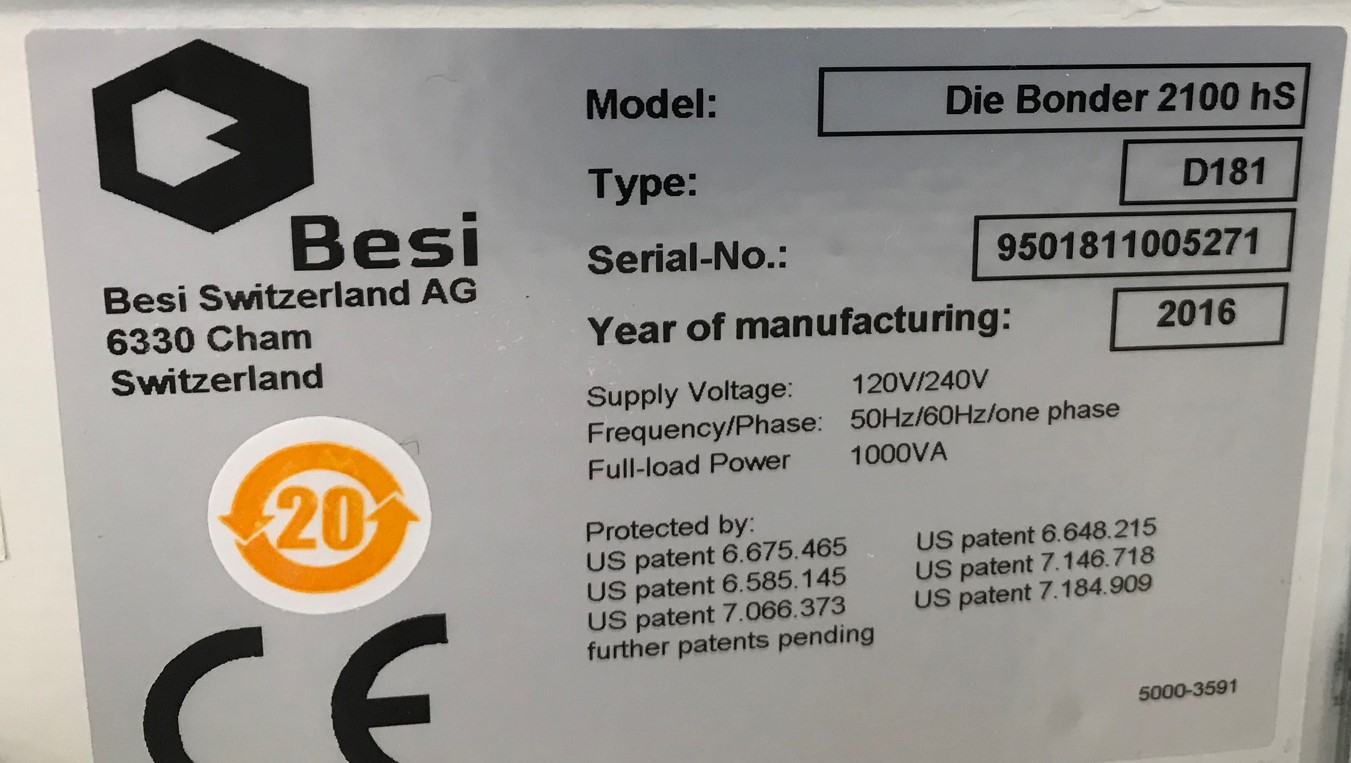 Besi
Besi Switzerland AG
6330 Cham
Switzerland
20
CE
Model: Die Bonder 2100 hS
Type: D181
Serial-No.: 9501811005271
Year of manufacturing: 2016
Supply Voltage: 120V/240V
Frequency/Phase: 50Hz/60Hz/one phase
Full-load Power 1000VA
Protected by:
US patent 6.675.465 US patent 6.648.215
US patent 6.585.145 US patent 7.146.718
US patent 7.066.373 US patent 7.184.909
further patents pending
5000-3591